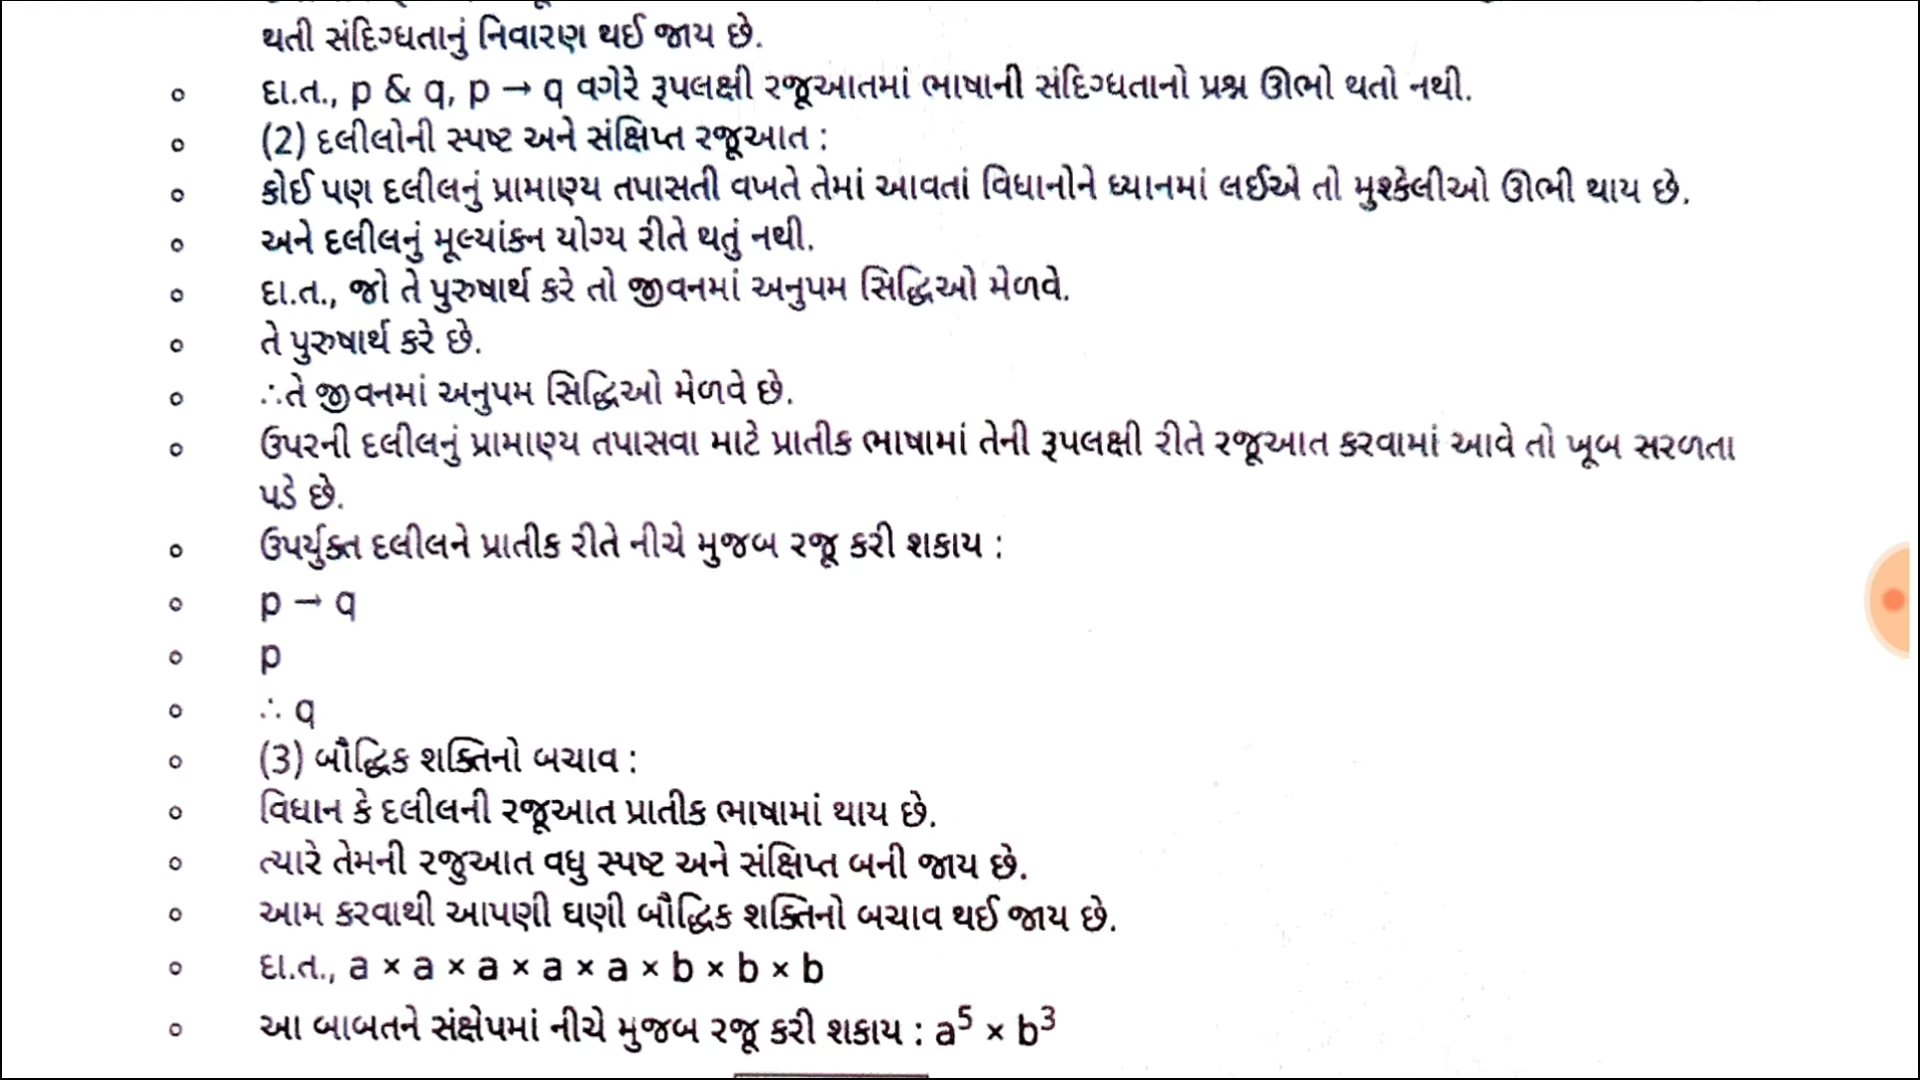 થતી સંદિગ્ધતાનું નિવારણ થઈ જાય છે.
દા.ત., p & q, p → q વગેરે રૂપલક્ષી રજૂઆતમાં ભાષાની સંદિગ્ધતાનો પ્રશ્ન ઊભો થતો નથી.
(2) દલીલોની સ્પષ્ટ અને સંક્ષિપ્ત રજૂઆત :
કોઈ પણ દલીલનું પ્રામાણ્ય તપાસતી વખતે તેમાં આવતાં વિધાનોને ધ્યાનમાં લઈએ તો મુશ્કેલીઓ ઊભી થાય છે.
અને દલીલનું મૂલ્યાંકન યોગ્ય રીતે થતું નથી.
દા.ત., જો તે પુરુષાર્થ કરે તો જીવનમાં અનુપમ સિદ્ધિઓ મેળવે.
તે પુરુષાર્થ કરે છે.
∴તે જીવનમાં અનુપમ સિદ્ધિઓ મેળવે છે.
ઉપરની દલીલનું પ્રામાણ્ય તપાસવા માટે પ્રાતીક ભાષામાં તેની રૂપલક્ષી રીતે રજૂઆત કરવામાં આવે તો ખૂબ સરળતા
પડે છે.
ઉપર્યુક્ત દલીલને પ્રાતીક રીતે નીચે મુજબ રજૂ કરી શકાય :
p → q
p
∴ q
(3) બૌદ્ધિક શક્તિનો બચાવ :
વિધાન કે દલીલની રજૂઆત પ્રાતીક ભાષામાં થાય છે.
ત્યારે તેમની રજુઆત વધુ સ્પષ્ટ અને સંક્ષિપ્ત બની જાય છે.
આમ કરવાથી આપણી ઘણી બૌદ્ધિક શક્તિનો બચાવ થઈ જાય છે.
દા.ત., a × a × a × a × a × b × b × b
આ બાબતને સંક્ષેપમાં નીચે મુજબ રજૂ કરી શકાય : a⁵ × b³